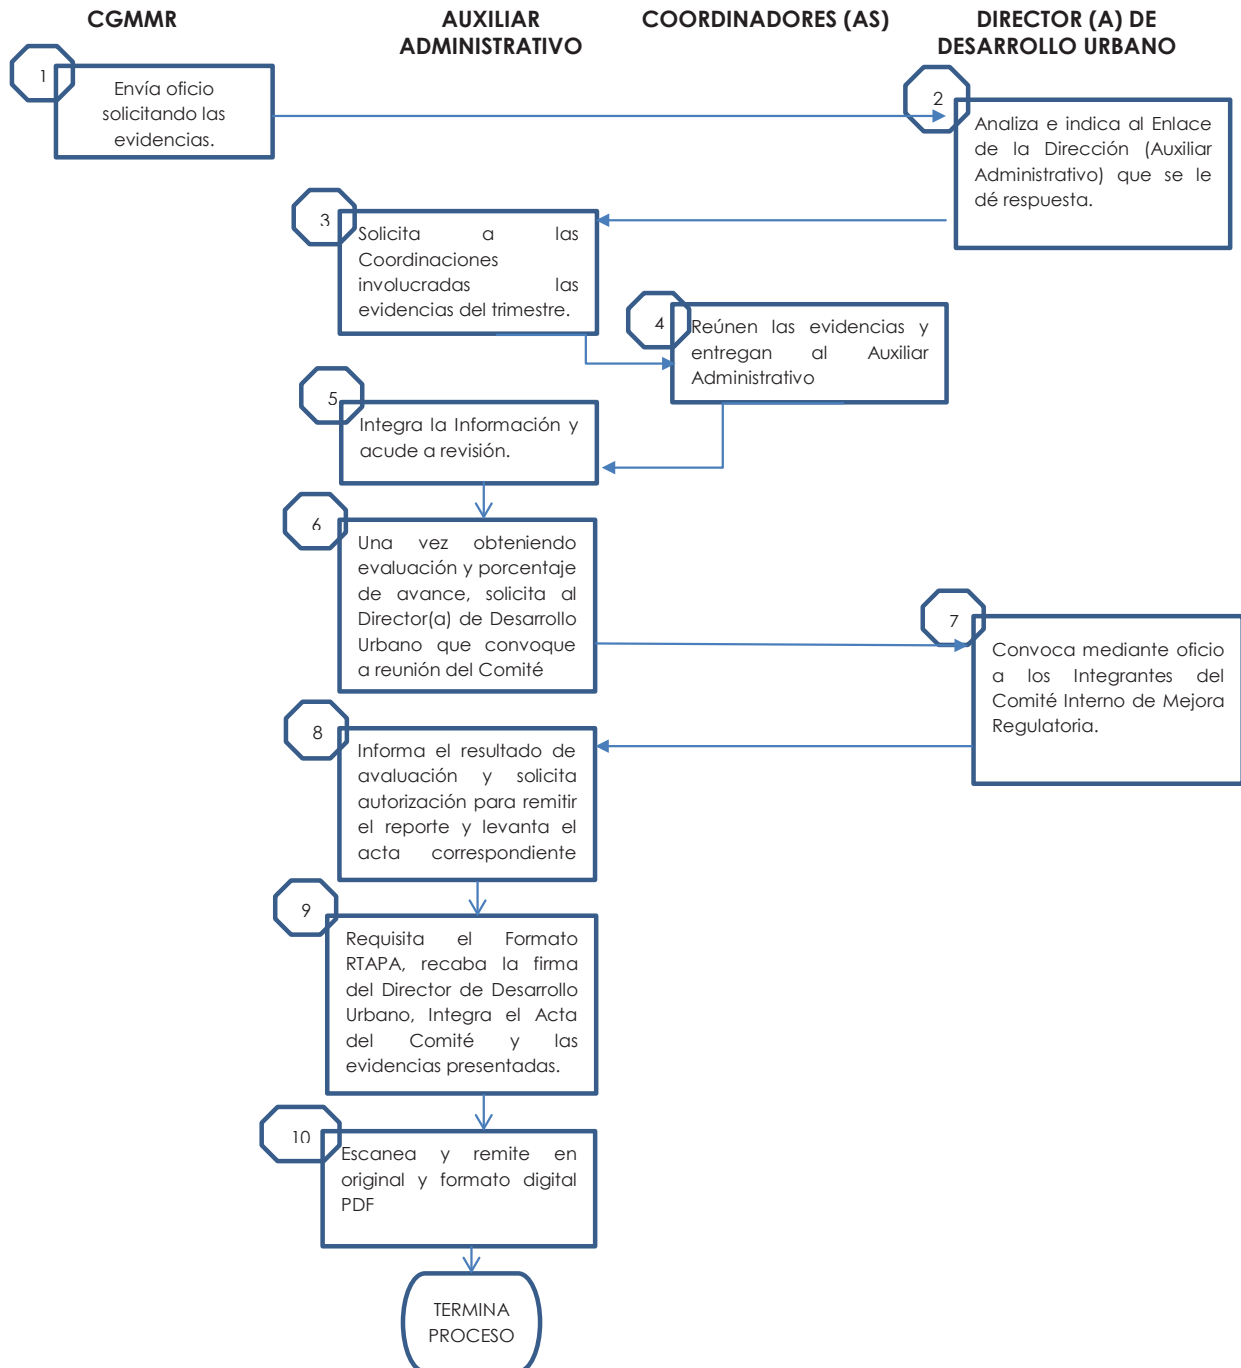 CGMMR
AUXILIAR
ADMINISTRATIVO
COORDINADORES (AS)
DIRECTOR (A) DE
DESARROLLO URBANO
1
Envía oficio
solicitando las
evidencias.
2
Analiza e indica al Enlace
de la Dirección (Auxiliar
Administrativo) que se le
dé respuesta.
3
Solicita a las
Coordinaciones
involucradas las
evidencias del trimestre.
4
Reúnen las evidencias y
entregan al Auxiliar
Administrativo
5
Integra la Información y
acude a revisión.
6
Una vez obteniendo
evaluación y porcentaje
de avance, solicita al
Director(a) de Desarrollo
Urbano que convoque
a reunión del Comité
7
Convoca mediante oficio
a los Integrantes del
Comité Interno de Mejora
Regulatoria.
8
Informa el resultado de
avaluación y solicita
autorización para remitir
el reporte y levanta el
acta correspondiente
9
Requisita el Formato
RTAPA, recaba la firma
del Director de Desarrollo
Urbano, Integra el Acta
del Comité y las
evidencias presentadas.
10
Escanea y remite en
original y formato digital
PDF
TERMINA
PROCESO